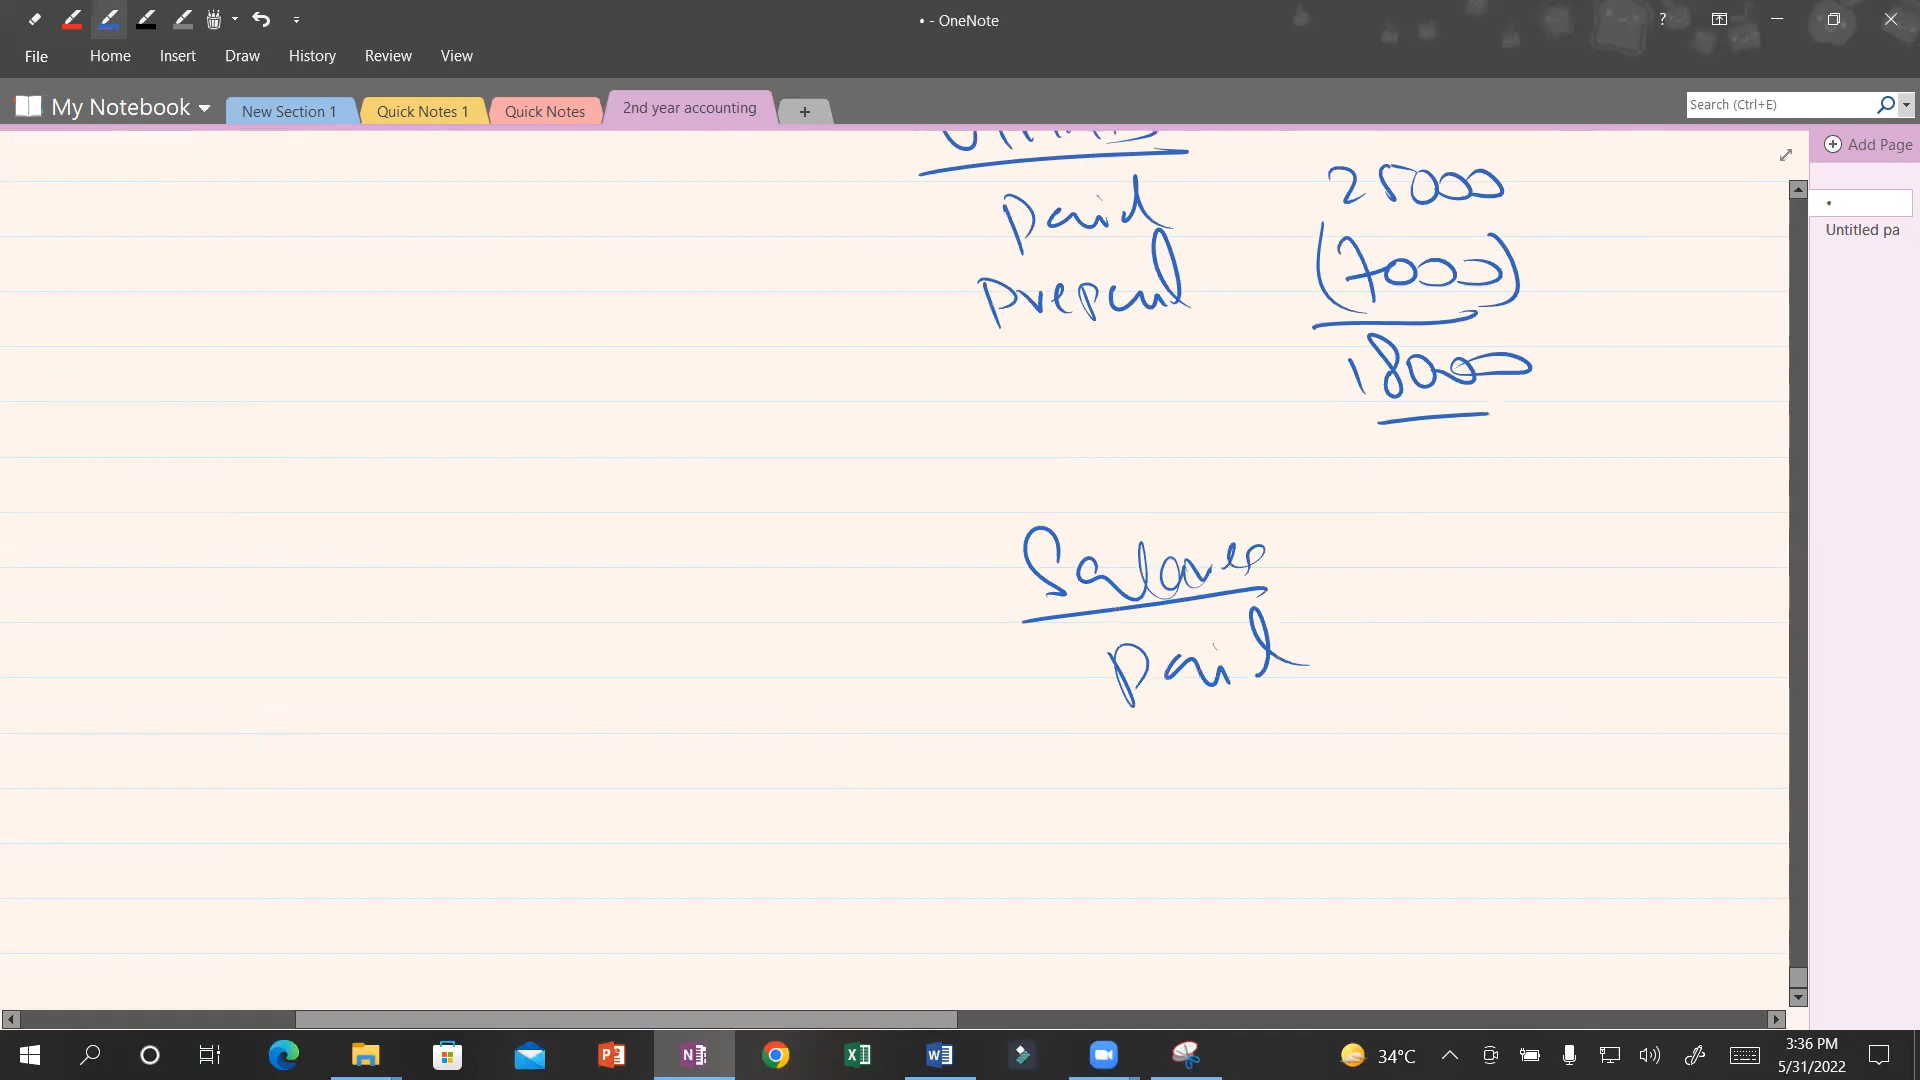 • - OneNote
?
File Home Insert Draw History Review View
My Notebook New Section 1 Quick Notes 1 Quick Notes 2nd year accounting +
Search (Ctrl+E)
Add Page
•
Untitled pa
paid 25000
prepaid (7000)
18000
Salaries
paid
34°C
3:36 PM
5/31/2022